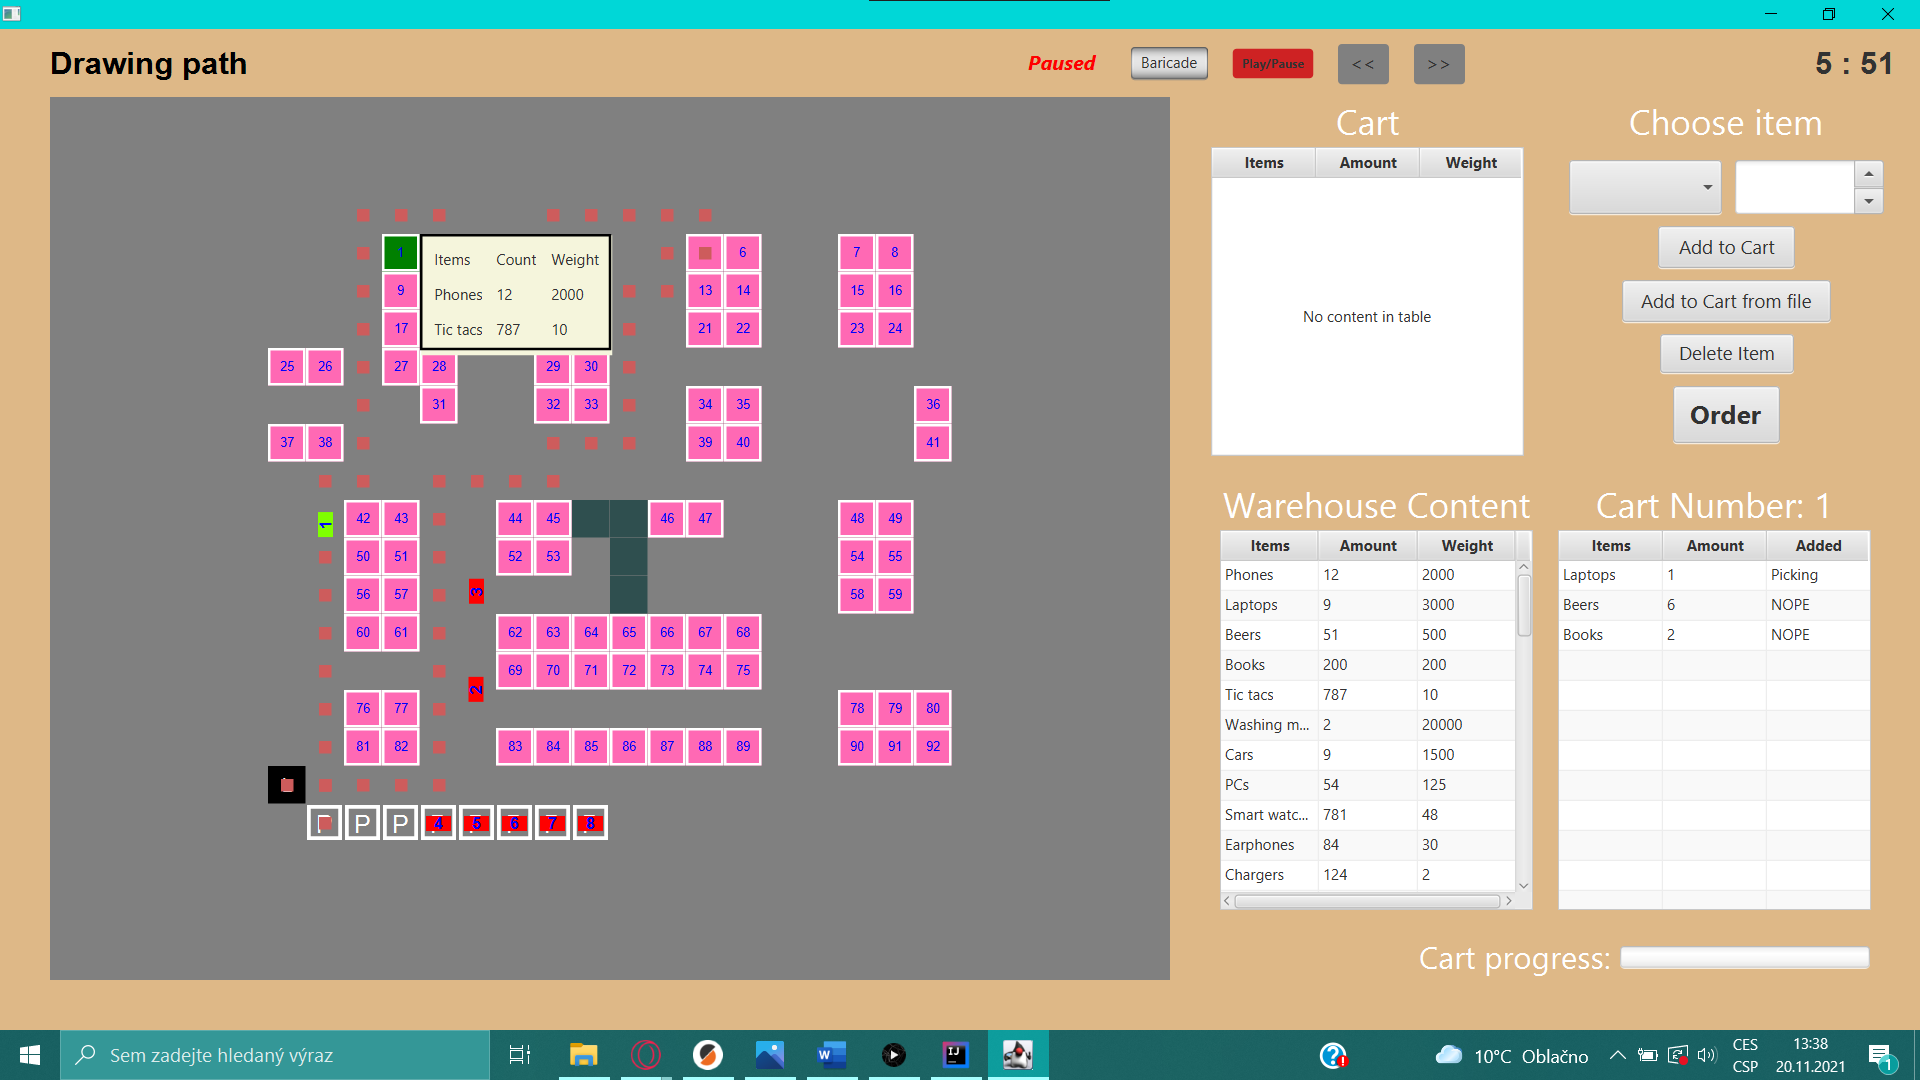 Drawing path
Paused
Baricade
Play/Pause
<<
>>
5 : 51
1
Items Count Weight
Phones 12 2000
Tic tacs 787 10
6 7 8
9 13 14 15 16
17 21 22 23 24
25 26 27 28 29 30
31 32 33 34 35 36
37 38 39 40 41
42 43 44 45 46 47 48 49
1
50 51 52 53 54 55
56 57 58 59
3
60 61 62 63 64 65 66 67 68
69 70 71 72 73 74 75
2
76 77 78 79 80
81 82 83 84 85 86 87 88 89 90 91 92
P P 4 5 6 7 8
Cart
Items Amount Weight
No content in table
Choose item
Add to Cart
Add to Cart from file
Delete Item
Order
Warehouse Content
Items Amount Weight
Phones 12 2000
Laptops 9 3000
Beers 51 500
Books 200 200
Tic tacs 787 10
Washing m... 2 20000
Cars 9 1500
PCs 54 125
Smart watc... 781 48
Earphones 84 30
Chargers 124 2
Cart Number: 1
Items Amount Added
Laptops 1 Picking
Beers 6 NOPE
Books 2 NOPE
Cart progress:
Sem zadejte hledaný výraz
W
IJ
10°C Oblačno
CES
CSP
13:38
20.11.2021
1